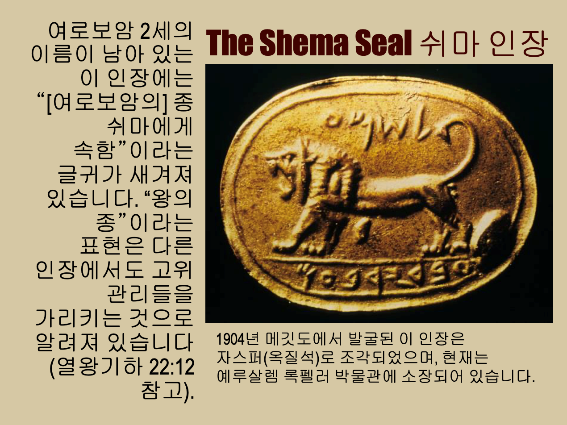 The Shema Seal 쉬마 인장
여로보암 2세의
이름이 남아 있는
이 인장에는
“[여로보암의] 종
쉬마에게
속함”이라는
글귀가 새겨져
있습니다. “왕의
종”이라는
표현은 다른
인장에서도 고위
관리들을
가리키는 것으로
알려져 있습니다
(열왕기하 22:12
참고).
1904년 메깃도에서 발굴된 이 인장은
자스퍼(옥질석)로 조각되었으며, 현재는
예루살렘 록펠러 박물관에 소장되어 있습니다.